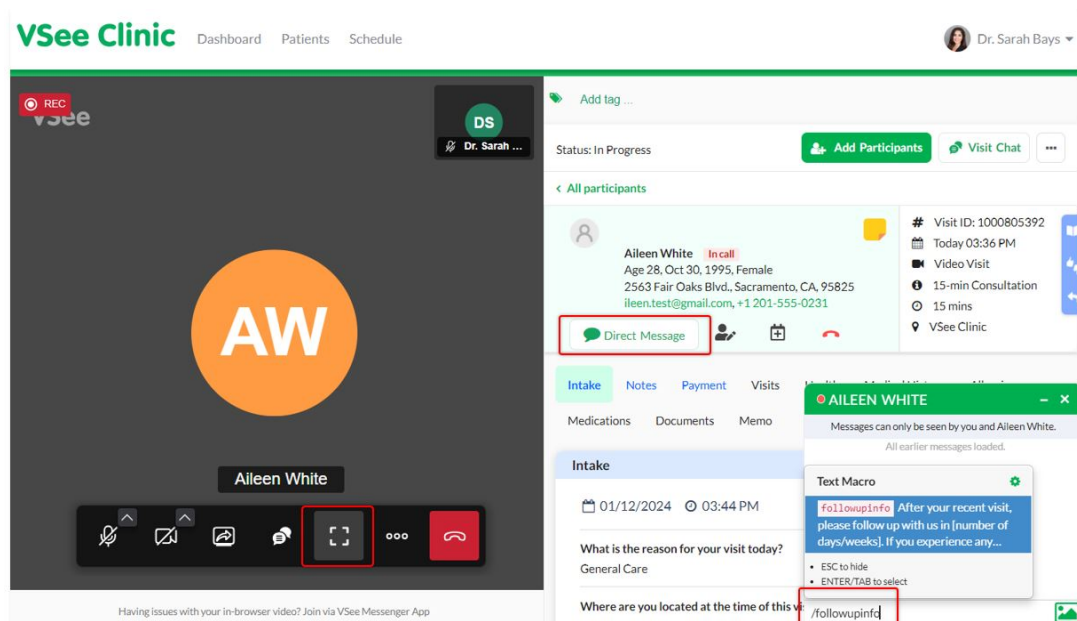 VSee Clinic Dashboard Patients Schedule Dr. Sarah Bays
REC
VSee
DS
Dr. Sarah ...
AW
Aileen White
Having issues with your in-browser video? Join via VSee Messenger App
Add tag ...
Status: In Progress
Add Participants
Visit Chat
All participants
Aileen White In call
Age 28, Oct 30, 1995, Female
2563 Fair Oaks Blvd., Sacramento, CA, 95825
ileen.test@gmail.com, +1 201-555-0231
Direct Message
# Visit ID: 1000805392
Today 03:36 PM
Video Visit
15-min Consultation
15 mins
VSee Clinic
Intake Notes Payment Visits
Medications Documents Memo
Intake
01/12/2024 03:44 PM
What is the reason for your visit today?
General Care
Where are you located at the time of this
AILEEN WHITE
Messages can only be seen by you and Aileen White.
All earlier messages loaded.
Text Macro
followupinfo After your recent visit,
please follow up with us in [number of
days/weeks]. If you experience any...
ESC to hide
ENTER/TAB to select
/followupinfo